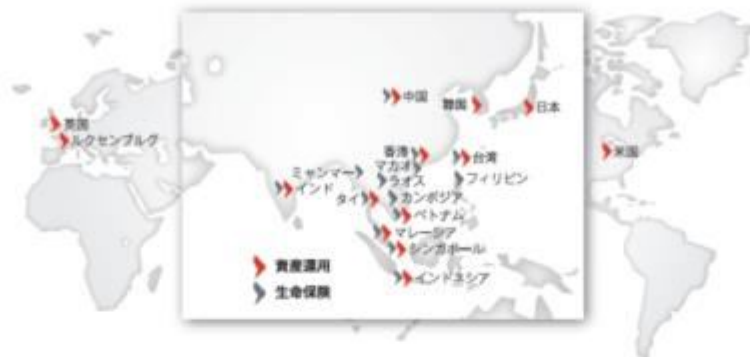 中国
韓国
日本
英国
ルクセンブルグ
香港
台湾
米国
マカオ
ミャンマー
ラオス
フィリピン
インド
タイ
カンボジア
ベトナム
マレーシア
シンガポール
資産運用
インドネシア
生命保険